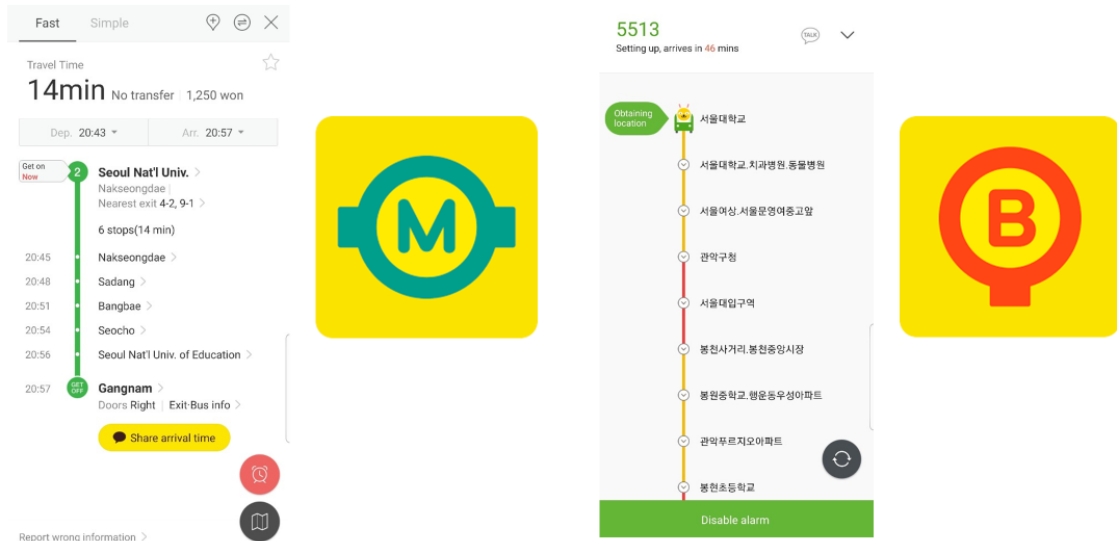 Fast Simple
Travel Time
14min No transfer | 1,250 won
Dep. 20:43 Arr. 20:57
Get on
Now
2 Seoul Nat'l Univ. >
Nakseongdae |
Nearest exit 4-2, 9-1 >
6 stops(14 min)
20:45 Nakseongdae >
20:48 Sadang >
20:51 Bangbae >
20:54 Seocho >
20:56 Seoul Nat'l Univ. of Education >
20:57 GET OFF Gangnam >
Doors Right | Exit·Bus info >
Share arrival time
Report wrong information >
M
5513
Setting up, arrives in 46 mins
TALK
Obtaining
location
서울대학교
서울대학교.치과병원.동물병원
서울여상.서울문영여중고앞
관악구청
서울대입구역
봉천사거리.봉천중앙시장
봉원중학교.행운동우성아파트
관악푸르지오아파트
봉현초등학교
Disable alarm
B